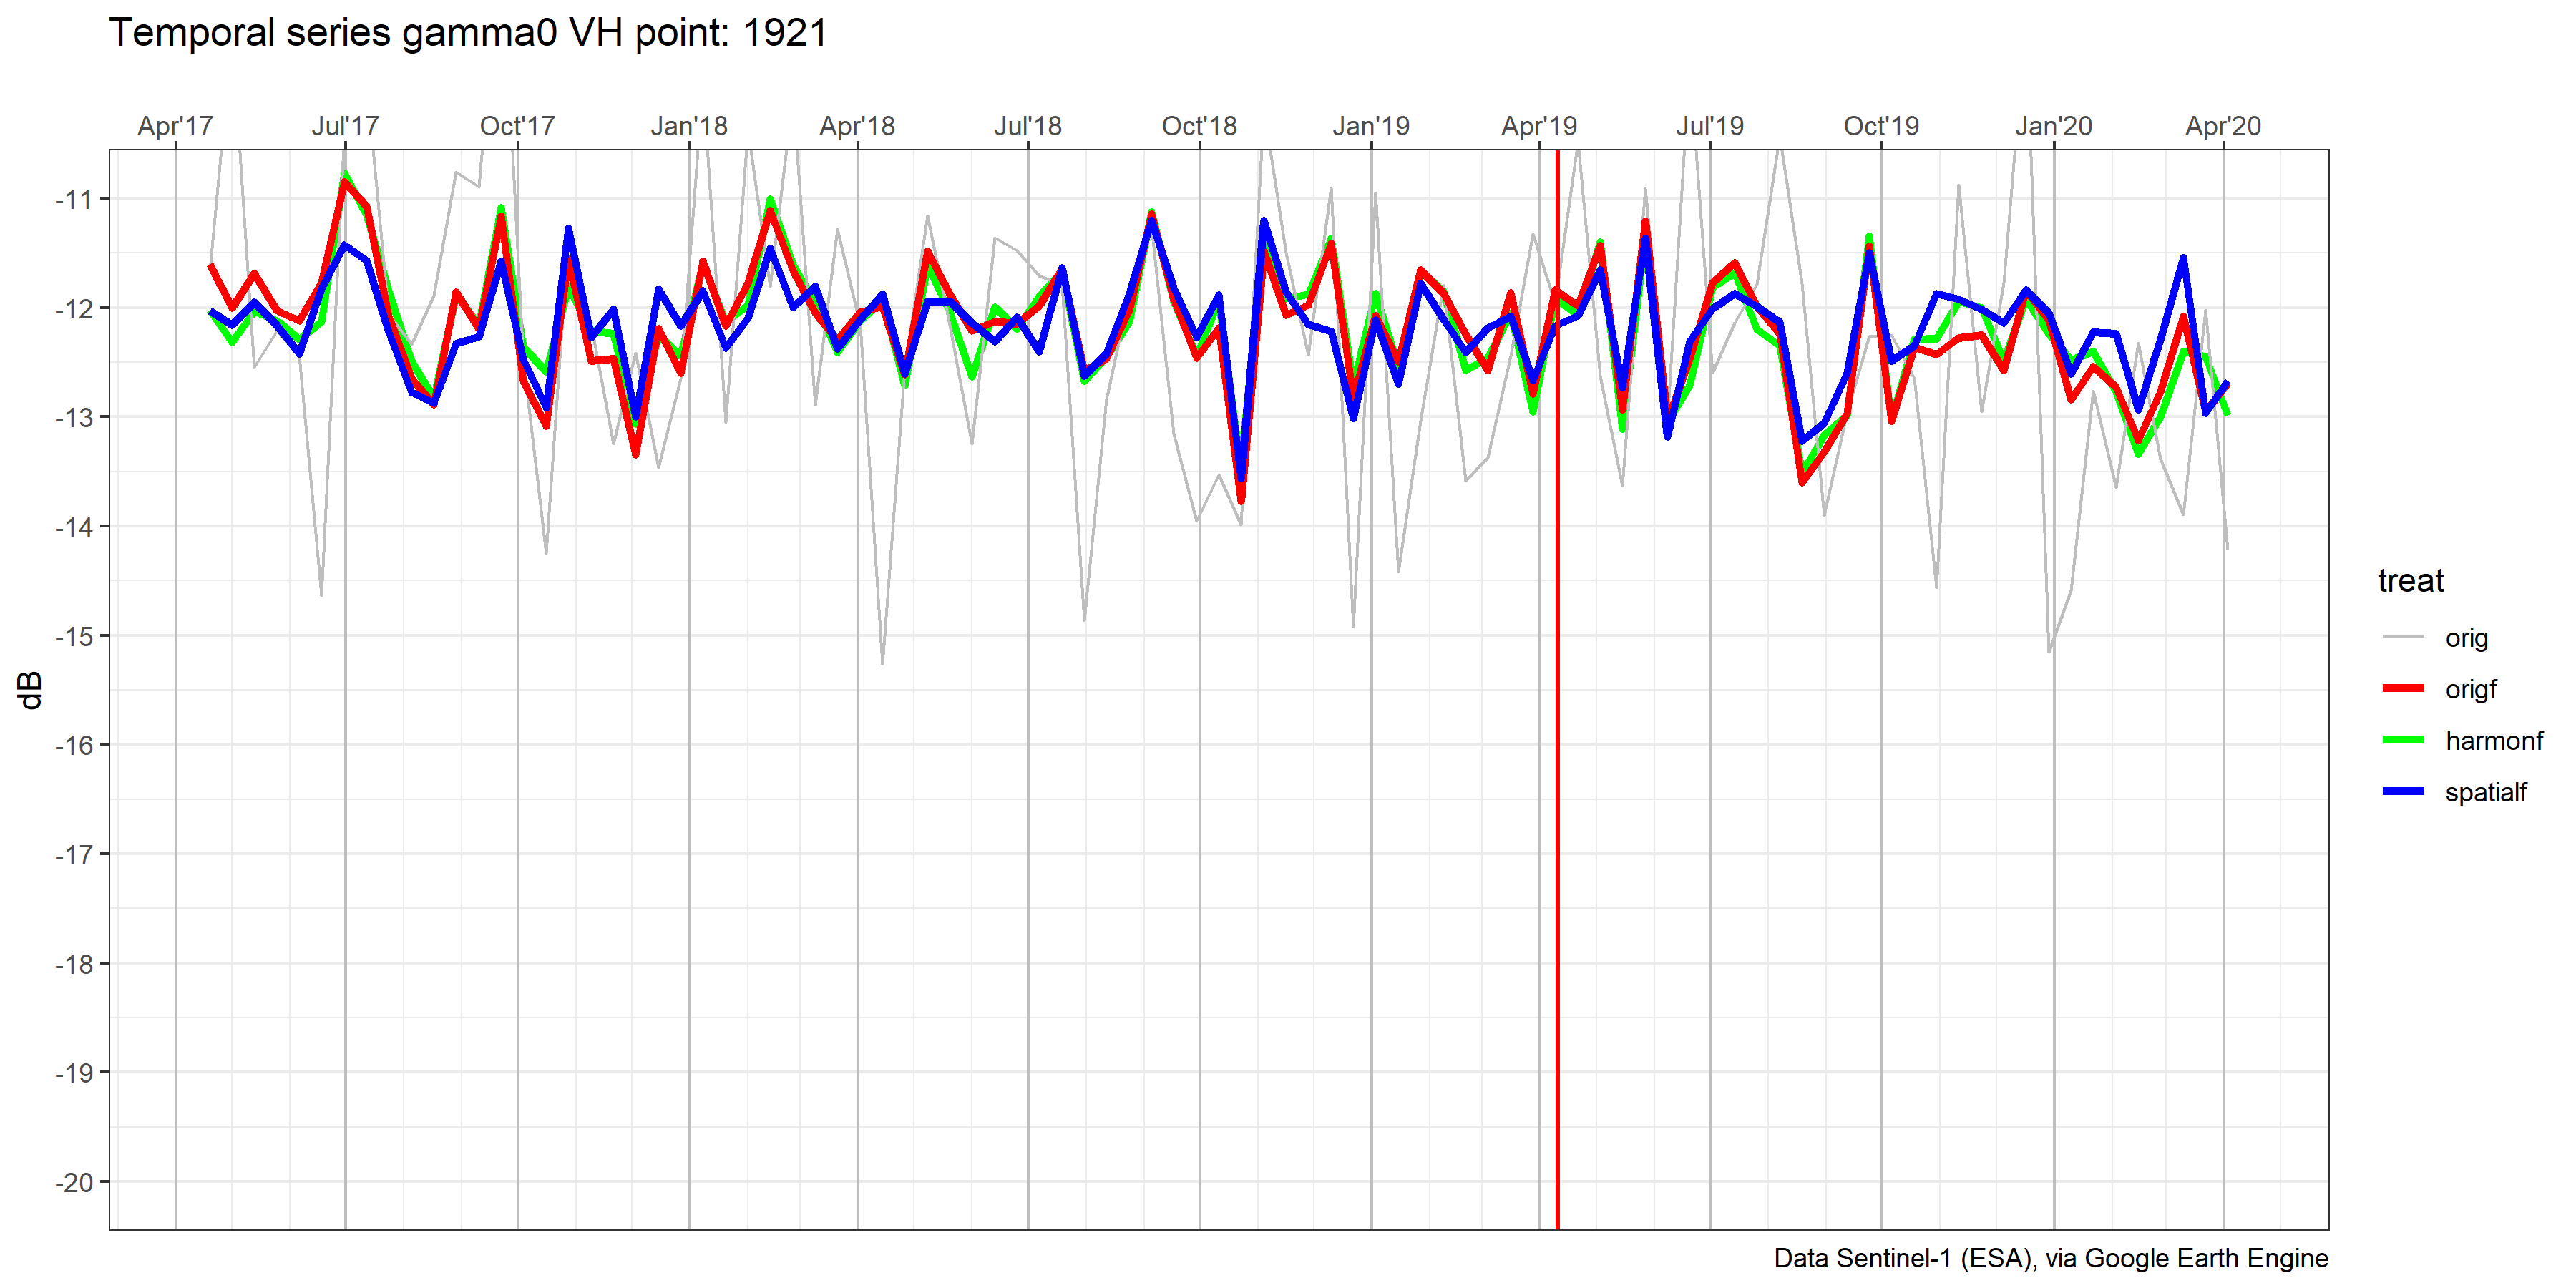 Temporal series gamma0 VH point: 1921
Apr'17 Jul'17 Oct'17 Jan'18 Apr'18 Jul'18 Oct'18 Jan'19 Apr'19 Jul'19 Oct'19 Jan'20 Apr'20
-11
-12
-13
-14
-15
-16
-17
-18
-19
-20
dB
treat
orig
origf
harmonf
spatialf
Data Sentinel-1 (ESA), via Google Earth Engine